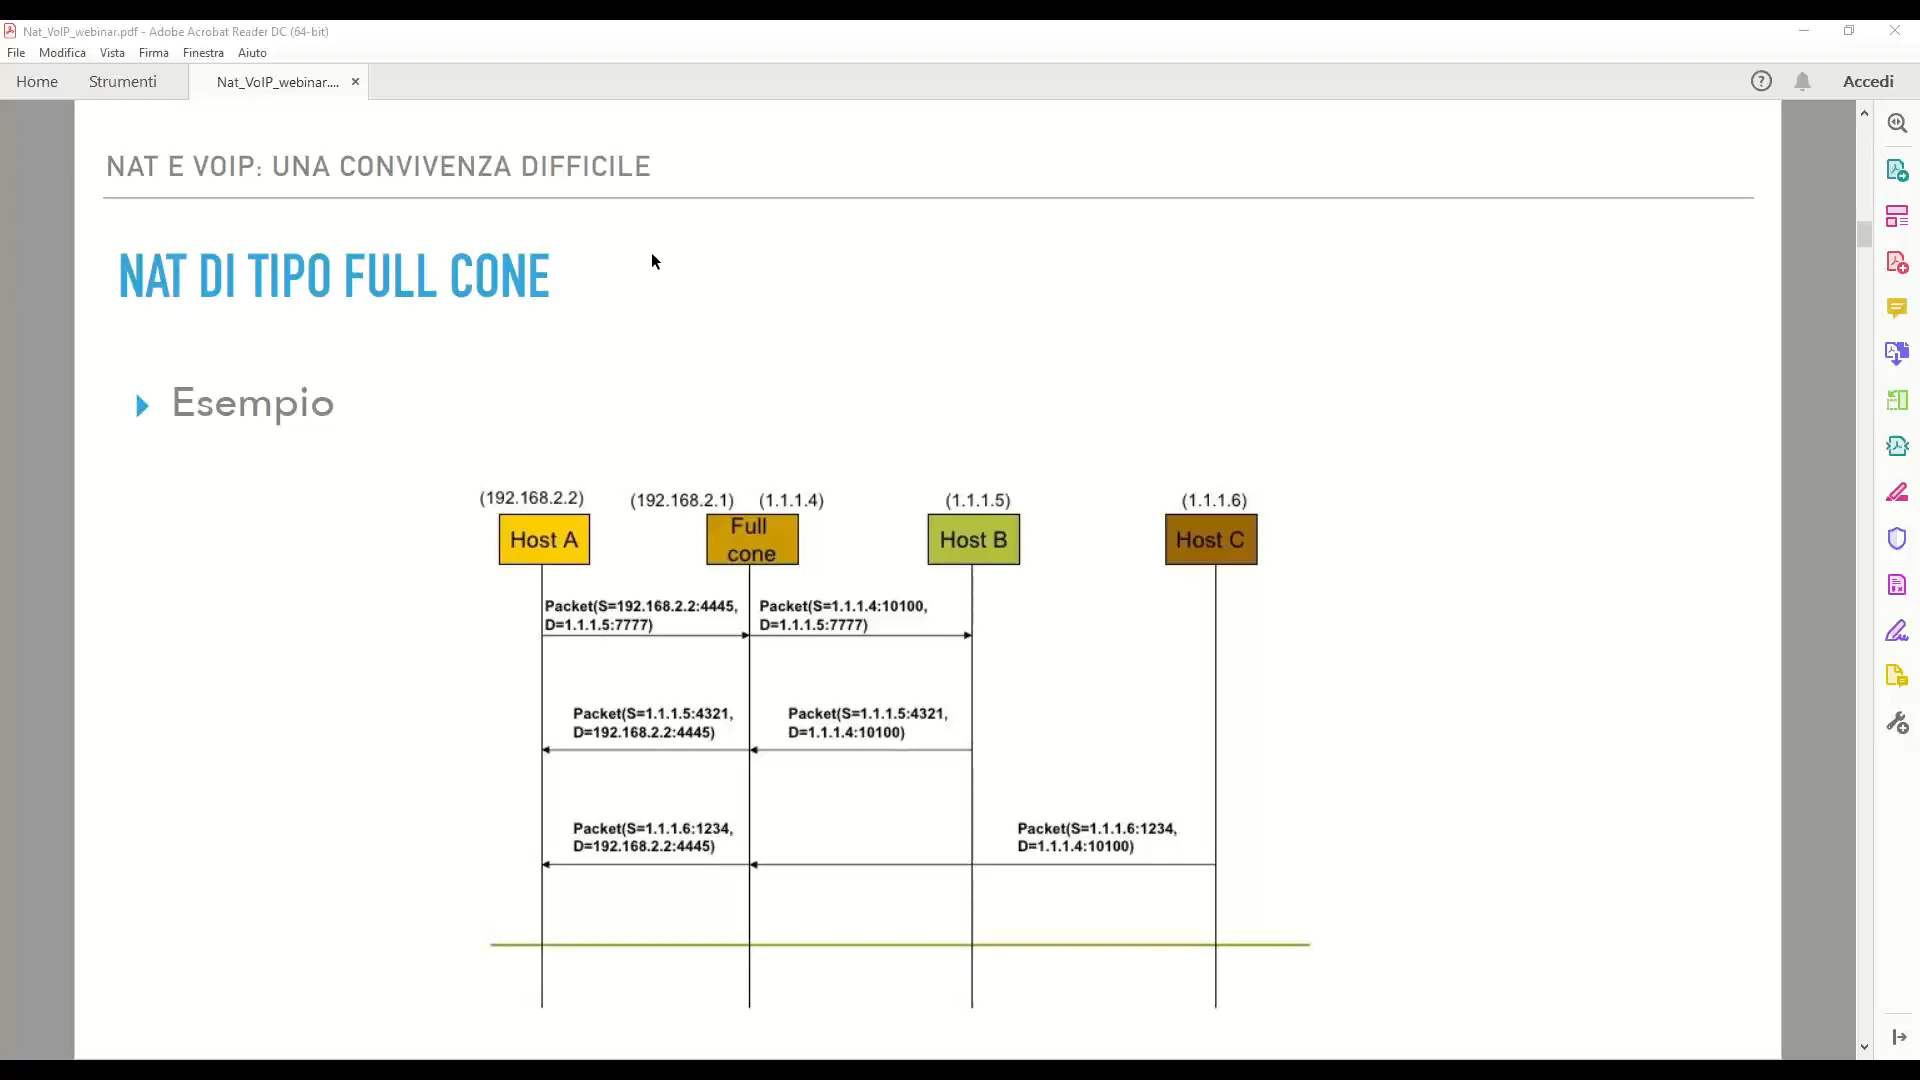 Nat_VoIP_webinar.pdf - Adobe Acrobat Reader DC (64-bit)
File Modifica Vista Firma Finestra Aiuto
Home Strumenti Nat_VoIP_webinar.... × Accedi
NAT E VOIP: UNA CONVIVENZA DIFFICILE
NAT DI TIPO FULL CONE
Esempio
(192.168.2.2) (192.168.2.1) (1.1.1.4) (1.1.1.5) (1.1.1.6)
Host A Full cone Host B Host C
Packet(S=192.168.2.2:4445, Packet(S=1.1.1.4:10100,
D=1.1.1.5:7777) D=1.1.1.5:7777)
Packet(S=1.1.1.5:4321, Packet(S=1.1.1.5:4321,
D=192.168.2.2:4445) D=1.1.1.4:10100)
Packet(S=1.1.1.6:1234, Packet(S=1.1.1.6:1234,
D=192.168.2.2:4445) D=1.1.1.4:10100)